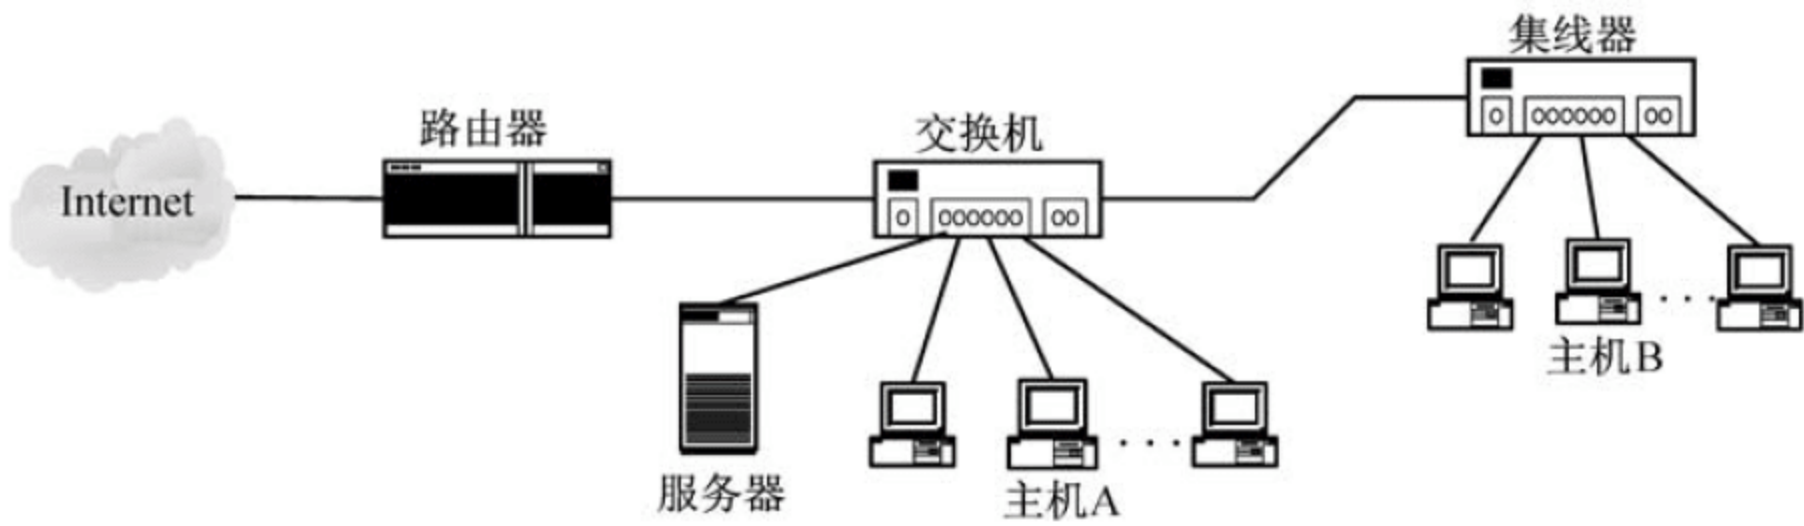 集线器
路由器
交换机
Internet
主机B
服务器
主机A